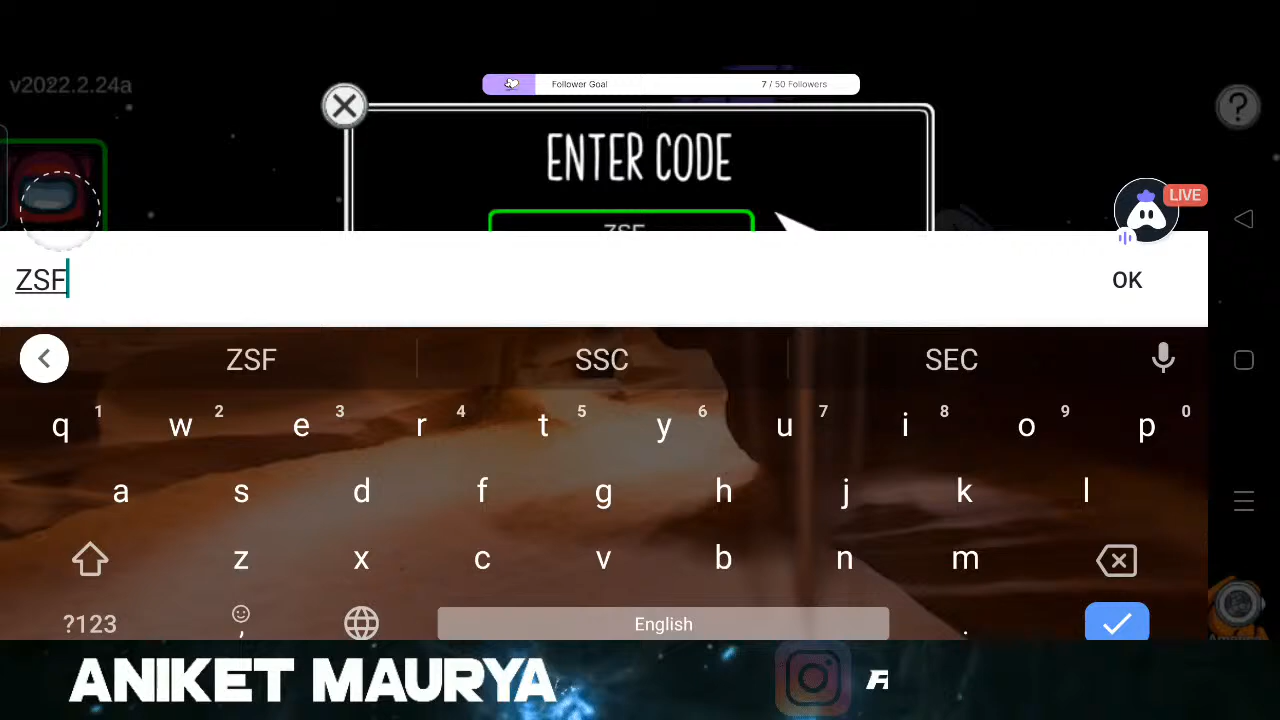 v2022.2.24a
Follower Goal 7 / 50 Followers
ENTER CODE
LIVE
ZSF
ZSF
OK
ZSF SSC SEC
q 1 w 2 e 3 r 4 t 5 y 6 u 7 i 8 o 9 p 0
a s d f g h j k l
z x c v b n m
?123 , English .
ANIKET MAURYA